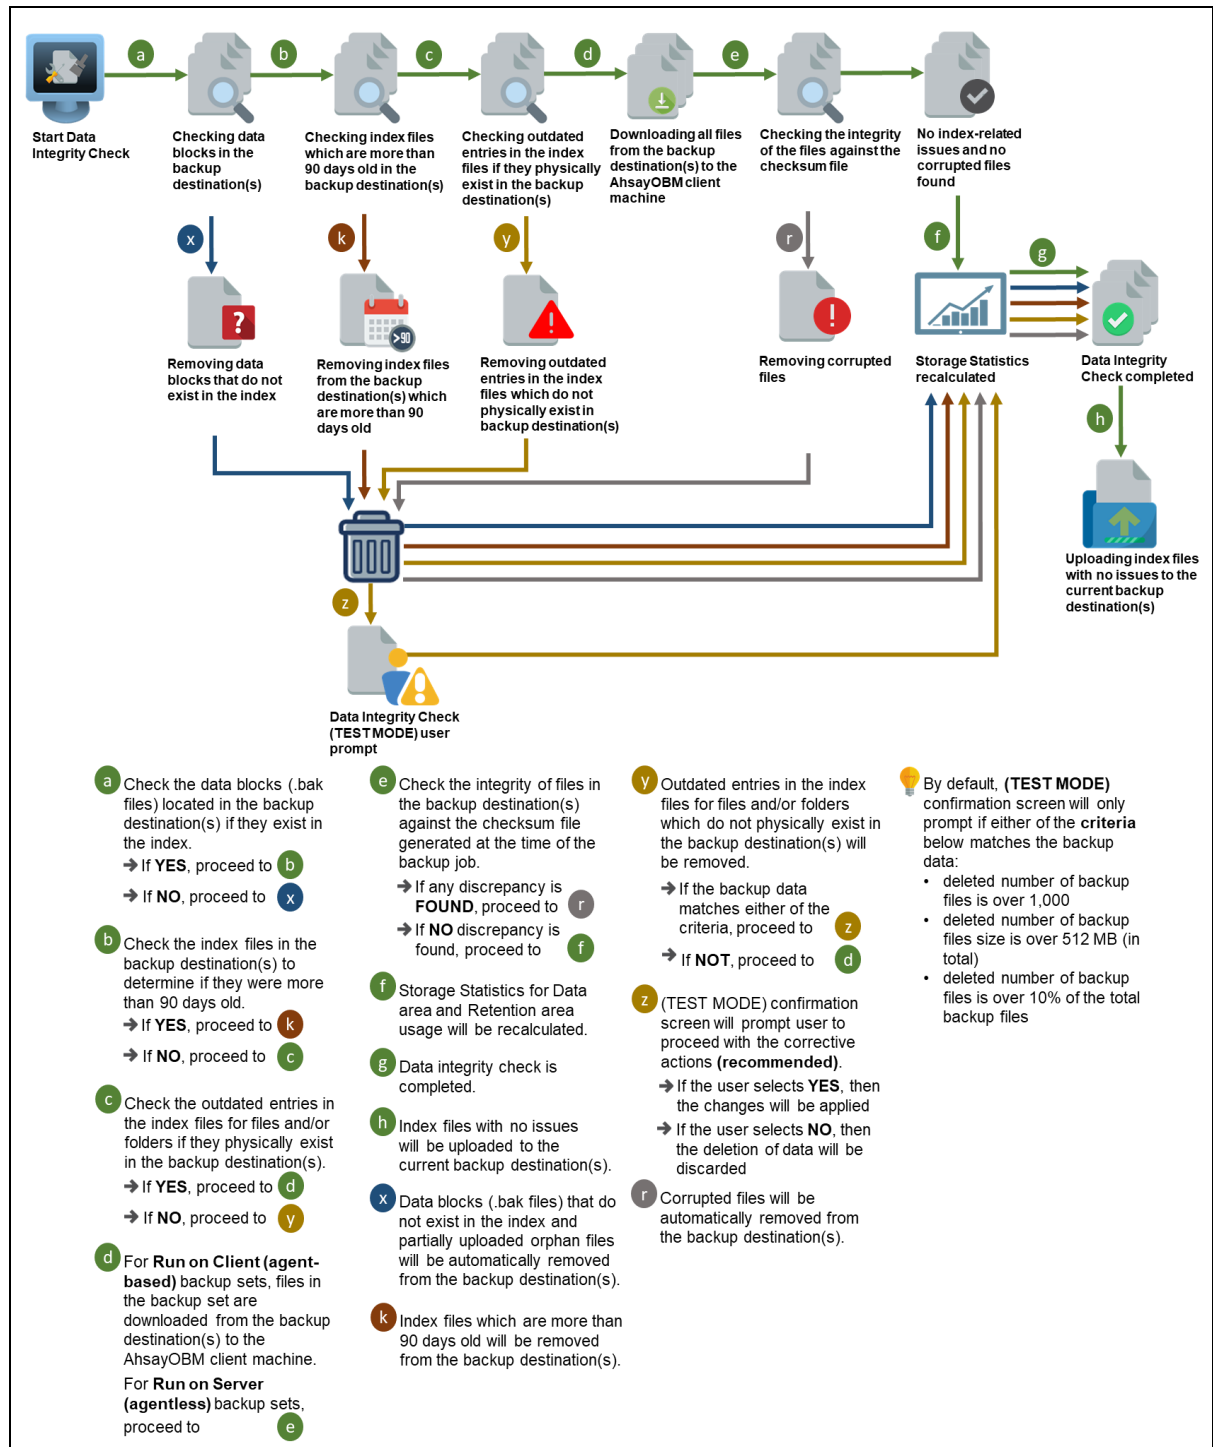 a
b
c
d
e
Start Data
Integrity Check
Checking data
blocks in the
backup
destination(s)
Checking index files
which are more than
90 days old in the
backup destination(s)
Checking outdated
entries in the index
files if they physically
exist in the backup
destination(s)
Downloading all files
from the backup
destination(s) to the
AhsayOBM client
machine
Checking the integrity
of the files against the
checksum file
No index-related
issues and no
corrupted files
found
x
k
y
r
f
g
?
>90
!
!
Removing data
blocks that do not
exist in the index
Removing index files
from the backup
destination(s) which
are more than 90
days old
Removing outdated
entries in the index
files which do not
physically exist in
backup destination(s)
Removing corrupted
files
Storage Statistics
recalculated
Data Integrity
Check completed
h
Uploading index files
with no issues to the
current backup
destination(s)
z
!
Data Integrity Check
(TEST MODE) user
prompt
a Check the data blocks (.bak
files) located in the backup
destination(s) if they exist in
the index.
➔ If YES, proceed to b
➔ If NO, proceed to x
b Check the index files in the
backup destination(s) to
determine if they were more
than 90 days old.
➔ If YES, proceed to k
➔ If NO, proceed to c
c Check the outdated entries in
the index files for files and/or
folders if they physically exist
in the backup destination(s).
➔ If YES, proceed to d
➔ If NO, proceed to y
d For Run on Client (agent-
based) backup sets, files in
the backup set are
downloaded from the backup
destination(s) to the
AhsayOBM client machine.
For Run on Server
(agentless) backup sets,
proceed to e
e Check the integrity of files in
the backup destination(s)
against the checksum file
generated at the time of the
backup job.
➔ If any discrepancy is
FOUND, proceed to r
➔ If NO discrepancy is
found, proceed to f
f Storage Statistics for Data
area and Retention area
usage will be recalculated.
g Data integrity check is
completed.
h Index files with no issues
will be uploaded to the
current backup destination(s).
x Data blocks (.bak files) that do
not exist in the index and
partially uploaded orphan files
will be automatically removed
from the backup destination(s).
k Index files which are more than
90 days old will be removed
from the backup destination(s).
y Outdated entries in the index
files for files and/or folders
which do not physically exist in
the backup destination(s) will
be removed.
➔ If the backup data
matches either of the
criteria, proceed to z
➔ If NOT, proceed to d
z (TEST MODE) confirmation
screen will prompt user to
proceed with the corrective
actions (recommended).
➔ If the user selects YES, then
the changes will be applied
➔ If the user selects NO, then
the deletion of data will be
discarded
r Corrupted files will be
automatically removed from
the backup destination(s).
By default, (TEST MODE)
confirmation screen will only
prompt if either of the criteria
below matches the backup
data:
• deleted number of backup
files is over 1,000
• deleted number of backup
files size is over 512 MB (in
total)
• deleted number of backup
files is over 10% of the total
backup files